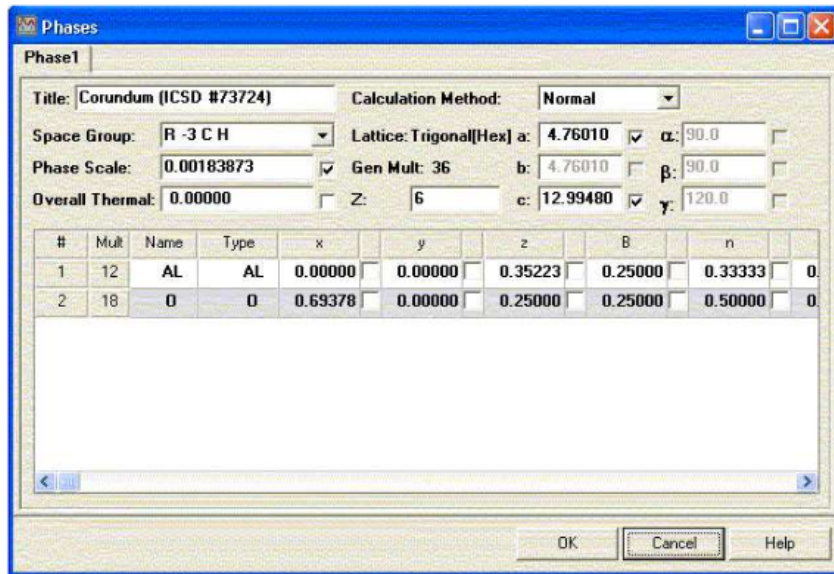 Phases
Phase1
Title: Corundum (ICSD #73724) Calculation Method: Normal
Space Group: R -3 C H Lattice: Trigonal[Hex] a: 4.76010 α: 90.0
Phase Scale: 0.00183873 Gen Mult: 36 b: 4.76010 β: 90.0
Overall Thermal: 0.00000 Z: 6 c: 12.99480 γ: 120.0
# Mult Name Type x y z B n
1 12 AL AL 0.00000 0.00000 0.35223 0.25000 0.33333 0.
2 18 O O 0.69378 0.00000 0.25000 0.25000 0.50000 0.
OK Cancel Help